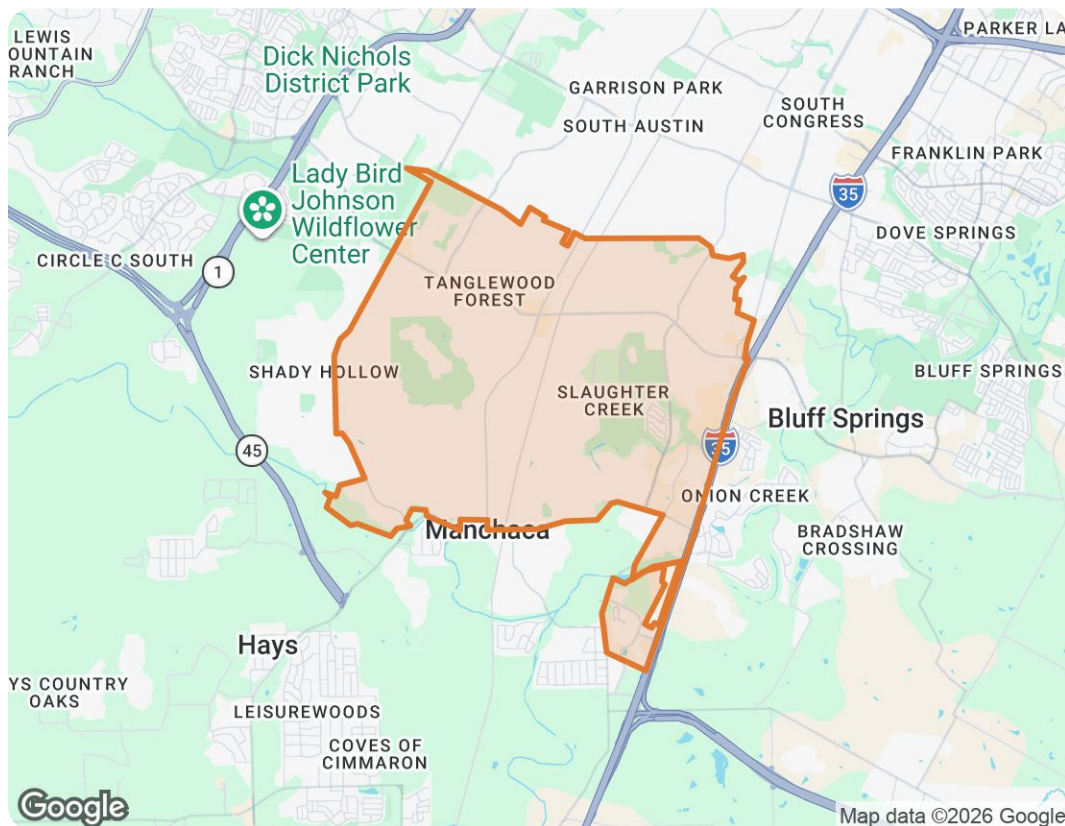 LEWIS
OUNTAIN
RANCH
Dick Nichols
District Park
PARKER LA
GARRISON PARK
SOUTH AUSTIN
SOUTH
CONGRESS
FRANKLIN PARK
35
Lady Bird
Johnson
Wildflower
Center
DOVE SPRINGS
CIRCLE C SOUTH
1
TANGLEWOOD
FOREST
SHADY HOLLOW
BLUFF SPRINGS
SLAUGHTER
CREEK
Bluff Springs
45
35
ONION CREEK
Manchaca
BRADSHAW
CROSSING
Hays
YS COUNTRY
OAKS
LEISUREWOODS
COVES OF
CIMMARON
Google
Map data ©2026 Google